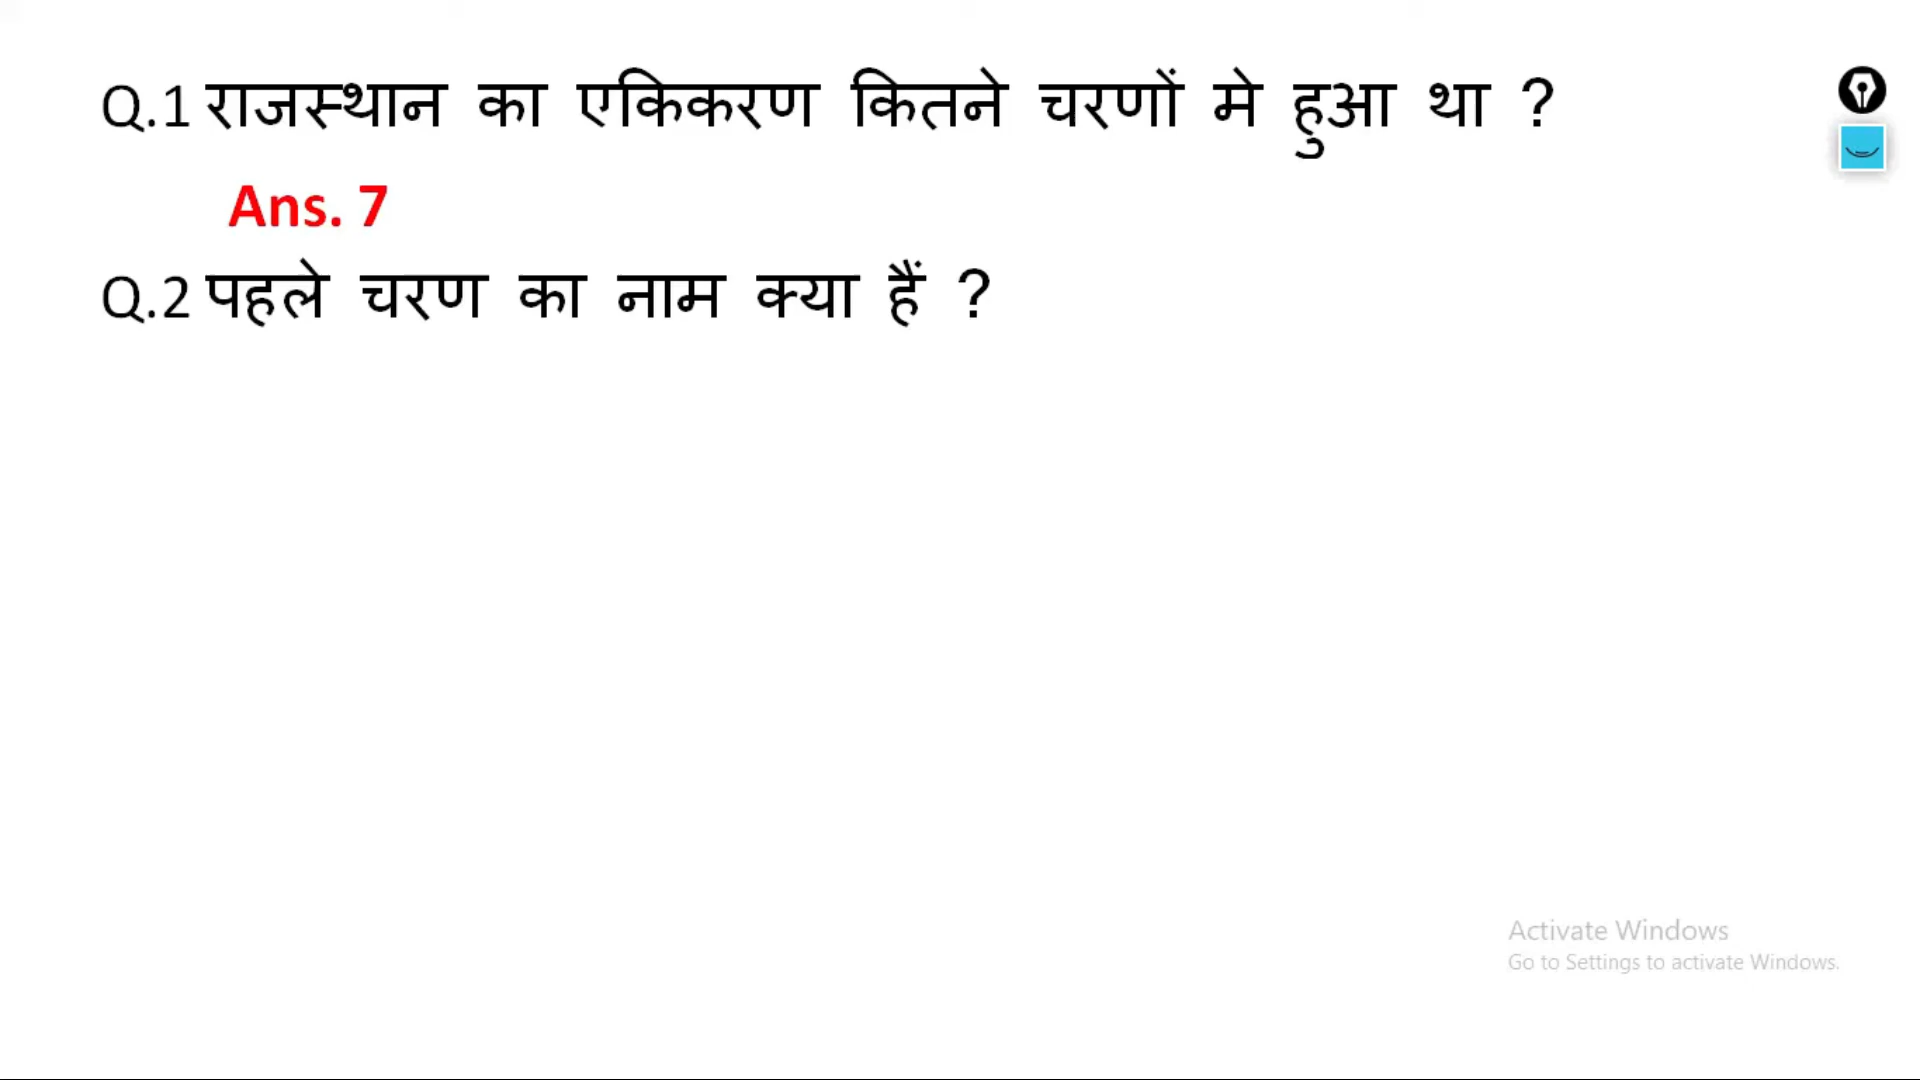 Q.1 राजस्थान का एकिकरण कितने चरणों मे हुआ था ?
Ans. 7
Q.2 पहले चरण का नाम क्या हैं ?
Activate Windows
Go to Settings to activate Windows.